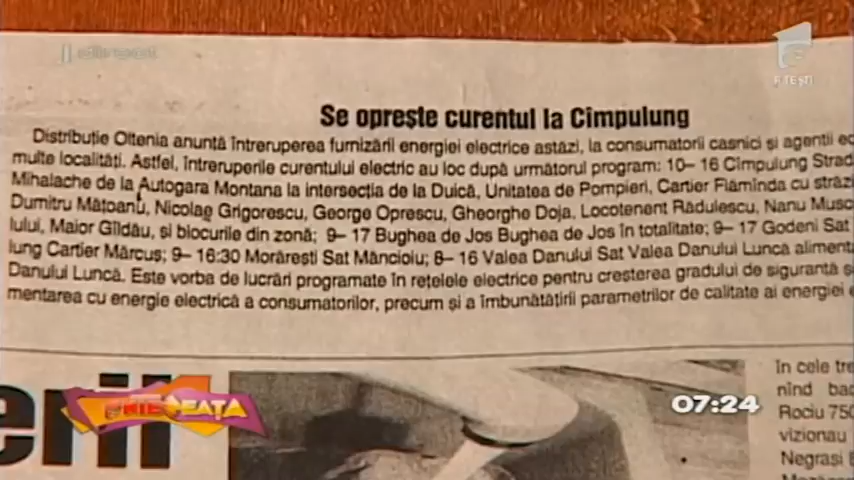 PITEȘTI
Se oprește curentul la Cîmpulung
Distribuție Oltenia anunță întreruperea furnizării energiei electrice astăzi, la consumatorii casnici și agenții ec
multe localități. Astfel, întreruperile curentului electric au loc după următorul program: 10– 16 Cîmpulung Strad
Mihalache de la Autogara Montana la intersecția de la Duică, Unitatea de Pompieri, Cartier Flămînda cu străzi
Dumitru Mățoanu, Nicolae Grigorescu, George Oprescu, Gheorghe Doja, Locotenent Rădulescu, Nanu Musc
lului, Maior Gîldău, și blocurile din zonă; 9– 17 Bughea de Jos Bughea de Jos în totalitate; 9– 17 Godeni Sat
lung Cartier Mărcuș; 9– 16:30 Morărești Sat Măncioiu; 8– 16 Valea Danului Sat Valea Danului Luncă aliment
Danului Luncă. Este vorba de lucrări programate în rețelele electrice pentru creșterea gradului de siguranță s
mentarea cu energie electrică a consumatorilor, precum și a îmbunătățirii parametrilor de calitate ai energiei e
erii
07:24
În cele tre
nînd bac
Rociu 750
vizionau
Negrași